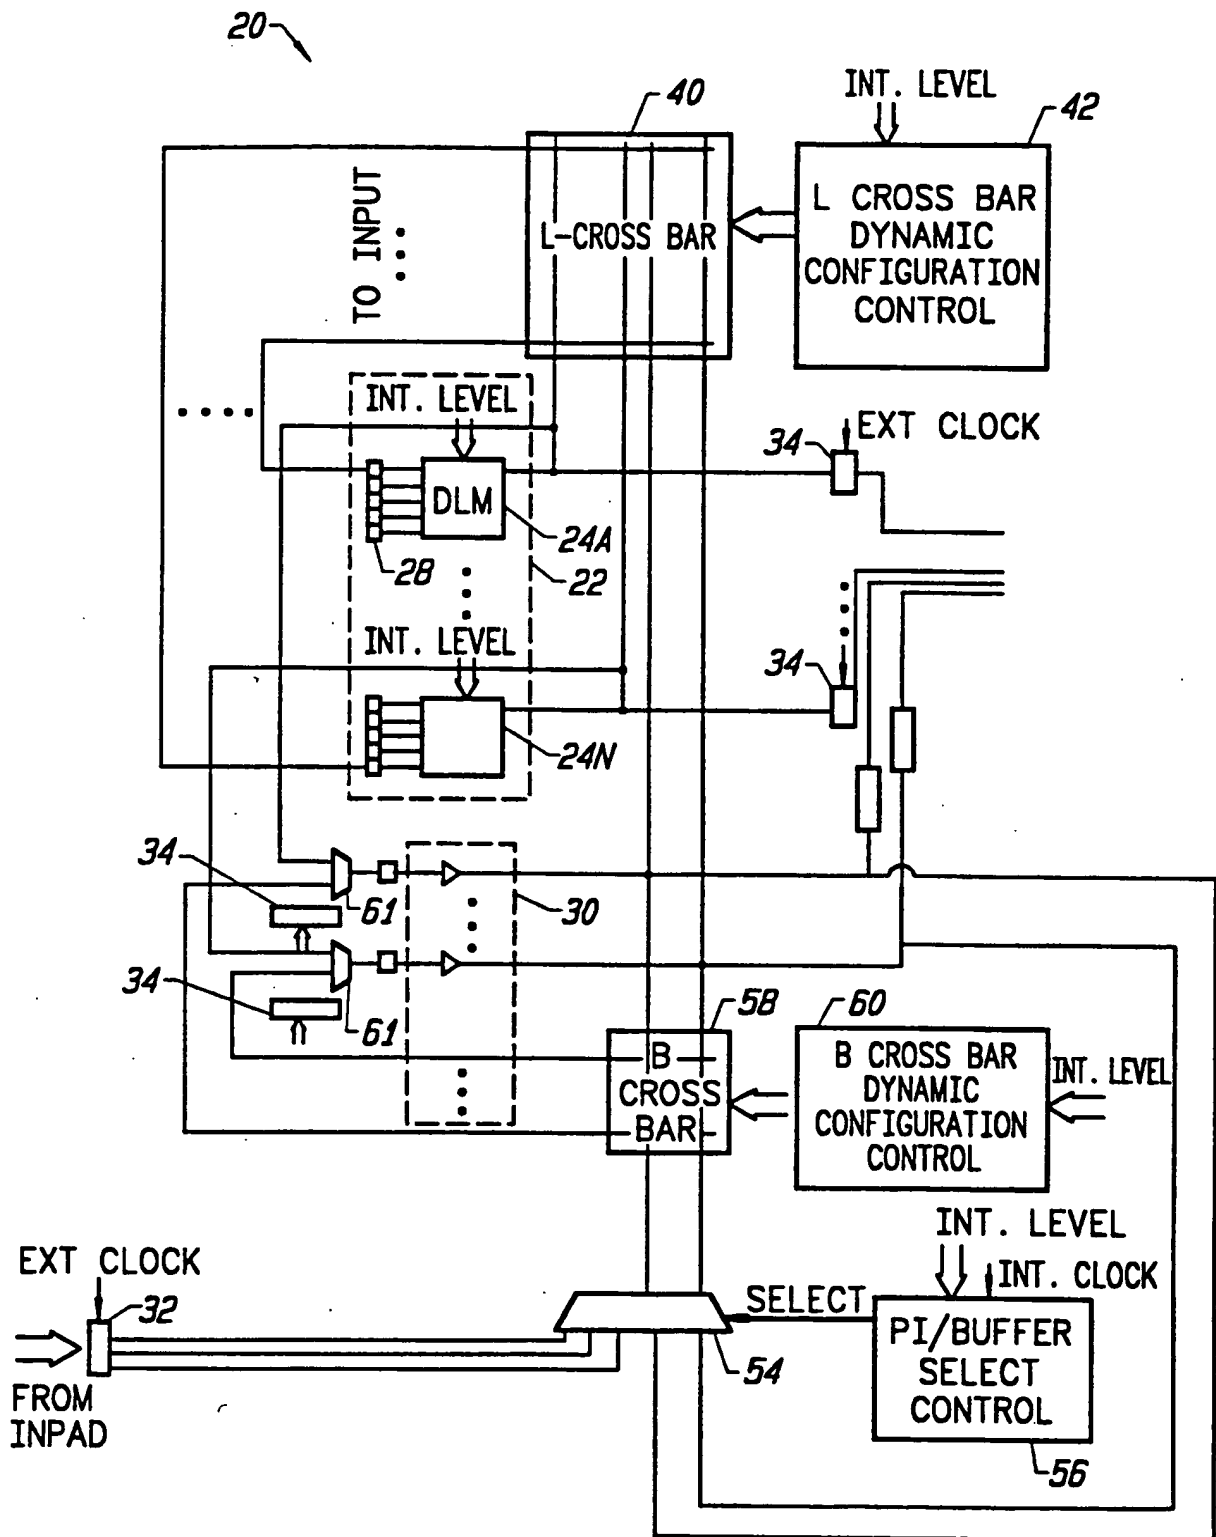 20
40
INT. LEVEL
42
TO INPUT
L-CROSS BAR
L CROSS BAR
DYNAMIC
CONFIGURATION
CONTROL
INT. LEVEL
34
EXT CLOCK
DLM
24A
28
22
INT. LEVEL
34
24N
34
61
30
34
61
58
60
B
CROSS
BAR
B CROSS BAR
DYNAMIC
CONFIGURATION
CONTROL
INT. LEVEL
INT. LEVEL
INT. CLOCK
EXT CLOCK
32
SELECT
PI/BUFFER
SELECT
CONTROL
54
FROM
INPAD
56